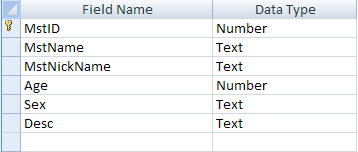 Field Name Data Type
MstID Number
MstName Text
MstNickName Text
Age Number
Sex Text
Desc Text